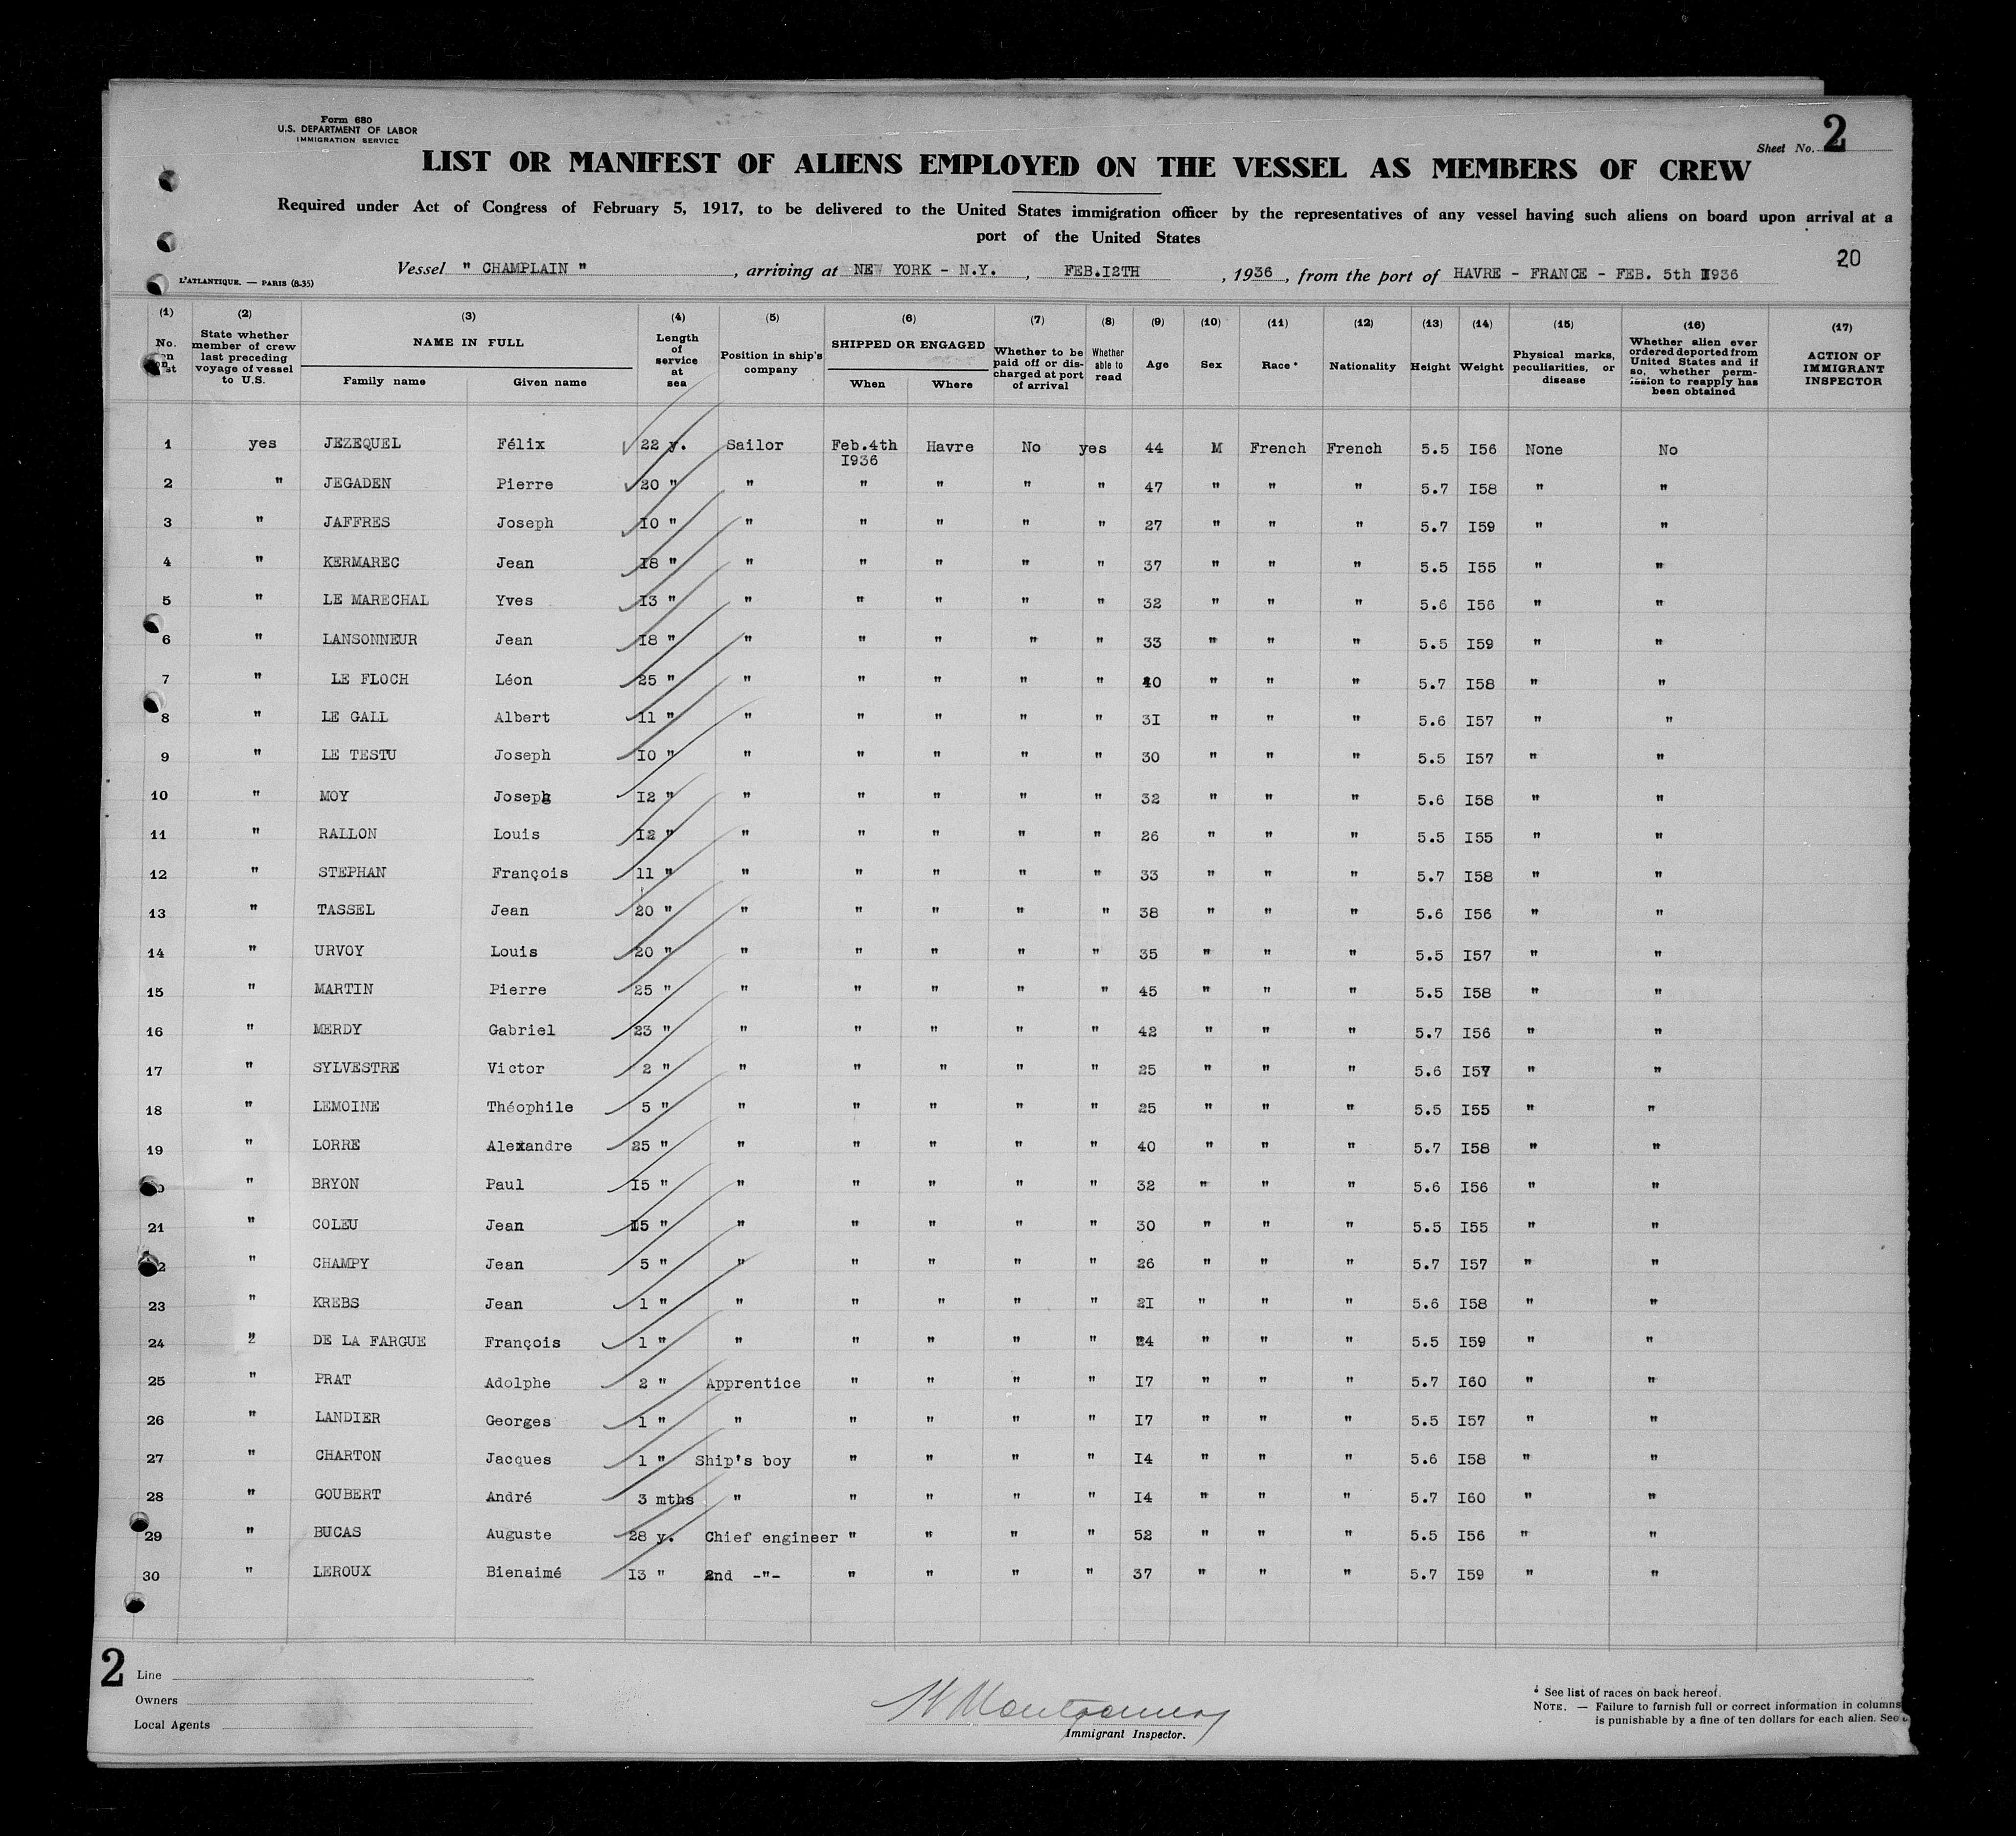 Form 680
U.S. DEPARTMENT OF LABOR
IMMIGRATION SERVICE
Sheet No. 2
LIST OR MANIFEST OF ALIENS EMPLOYED ON THE VESSEL AS MEMBERS OF CREW
Required under Act of Congress of February 5, 1917, to be delivered to the United States immigration officer by the representatives of any vessel having such aliens on board upon arrival at a
port of the United States
20
Vessel " CHAMPLAIN " , arriving at NEW YORK - N.Y. , FEB.I2TH , 1936 , from the port of HAVRE - FRANCE - FEB. 5th I936
L'ATLANTIQUE. — PARIS (8-35)
(1) (2) (3) (4) (5) (6) (7) (8) (9) (10) (11) (12) (13) (14) (15) (16) (17)
No. on
State whether member of crew last preceding voyage of vessel to U.S.
NAME IN FULL
Family name Given name
Length of service at sea
Position in ship's company
SHIPPED OR ENGAGED
When Where
Whether to be paid off or discharged at port of arrival
Whether able to read
Age
Sex
Race *
Nationality
Height
Weight
Physical marks, peculiarities, or disease
Whether alien ever ordered deported from United States and if so, whether permission to reapply has been obtained
ACTION OF IMMIGRANT INSPECTOR
1 yes JEZEQUEL Félix 22 y. Sailor Feb.4th I936 Havre No yes 44 M French French 5.5 I56 None No
2 " JEGADEN Pierre 20 " " " " " " 47 " " " 5.7 I58 " "
3 " JAFFRES Joseph I0 " " " " " " 27 " " " 5.7 I59 " "
4 " KERMAREC Jean I8 " " " " " " 37 " " " 5.5 I55 " "
5 " LE MARECHAL Yves I3 " " " " " " 32 " " " 5.6 I56 " "
6 " LANSONNEUR Jean I8 " " " " " " 33 " " " 5.5 I59 " "
7 " LE FLOCH Léon 25 " " " " " " 40 " " " 5.7 I58 " "
8 " LE GALL Albert 11 " " " " " " 3I " " " 5.6 I57 " "
9 " LE TESTU Joseph I0 " " " " " " 30 " " " 5.5 I57 " "
10 " MOY Joseph I2 " " " " " " 32 " " " 5.6 I58 " "
11 " RALLON Louis I2 " " " " " " 26 " " " 5.5 I55 " "
12 " STEPHAN François 11 " " " " " " 33 " " " 5.7 I58 " "
13 " TASSEL Jean 20 " " " " " " 38 " " " 5.6 I56 " "
14 " URVOY Louis 20 " " " " " " 35 " " " 5.5 I57 " "
15 " MARTIN Pierre 25 " " " " " " 45 " " " 5.5 I58 " "
16 " MERDY Gabriel 23 " " " " " " 42 " " " 5.7 I56 " "
17 " SYLVESTRE Victor 2 " " " " " " 25 " " " 5.6 I57 " "
18 " LEMOINE Théophile 5 " " " " " " 25 " " " 5.5 I55 " "
19 " LORRE Alexandre 25 " " " " " " 40 " " " 5.7 I58 " "
" BRYON Paul I5 " " " " " " 32 " " " 5.6 I56 " "
21 " COLEU Jean I5 " " " " " " 30 " " " 5.5 I55 " "
2 " CHAMPY Jean 5 " " " " " " 26 " " " 5.7 I57 " "
23 " KREBS Jean 1 " " " " " " 2I " " " 5.6 I58 " "
24 " DE LA FARGUE François 1 " " " " " " 24 " " " 5.5 I59 " "
25 " PRAT Adolphe 2 " Apprentice " " " " I7 " " " 5.7 I60 " "
26 " LANDIER Georges 1 " " " " " " I7 " " " 5.5 I57 " "
27 " CHARTON Jacques 1 " Ship's boy " " " " I4 " " " 5.6 I58 " "
28 " GOUBERT André 3 mths " " " " " I4 " " " 5.7 I60 " "
29 " BUCAS Auguste 28 y. Chief engineer " " " " 52 " " " 5.5 I56 " "
30 " LEROUX Bienaimé I3 " 2nd -"- " " " " 37 " " " 5.7 I59 " "
2
Line
Owners
Local Agents
Montgomery
Immigrant Inspector.
* See list of races on back hereof.
NOTE. — Failure to furnish full or correct information in columns
is punishable by a fine of ten dollars for each alien. See